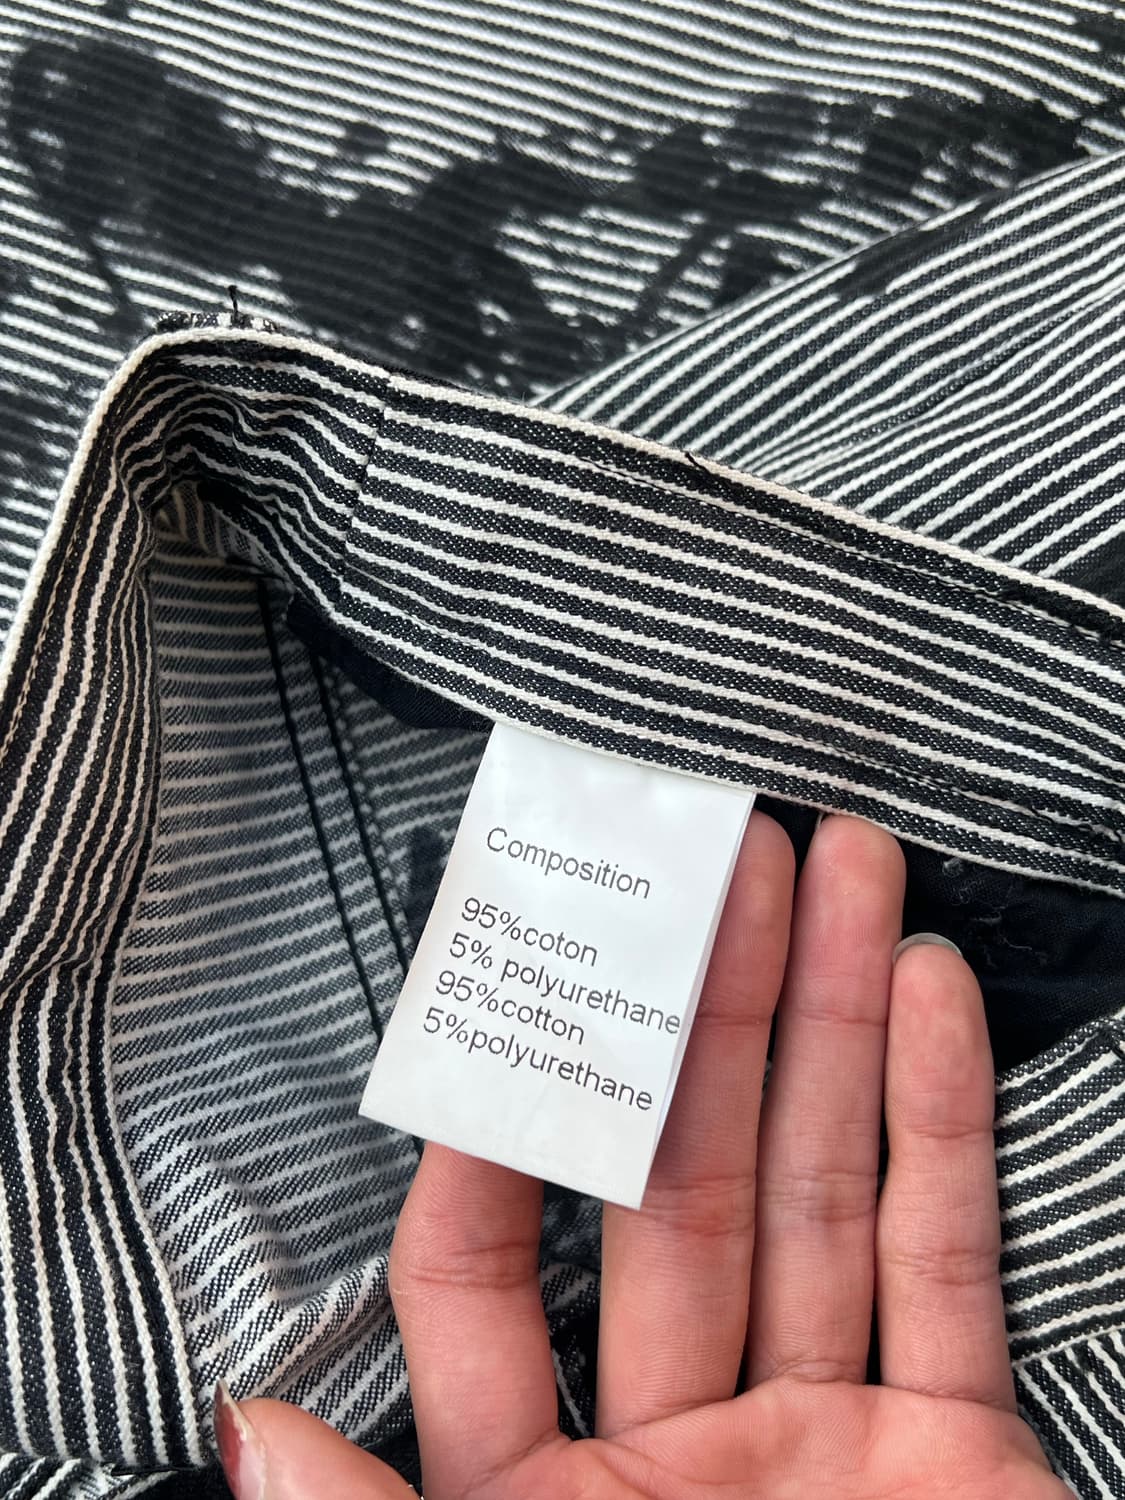 Composition
95%coton
5% polyurethane
95%cotton
5%polyurethane